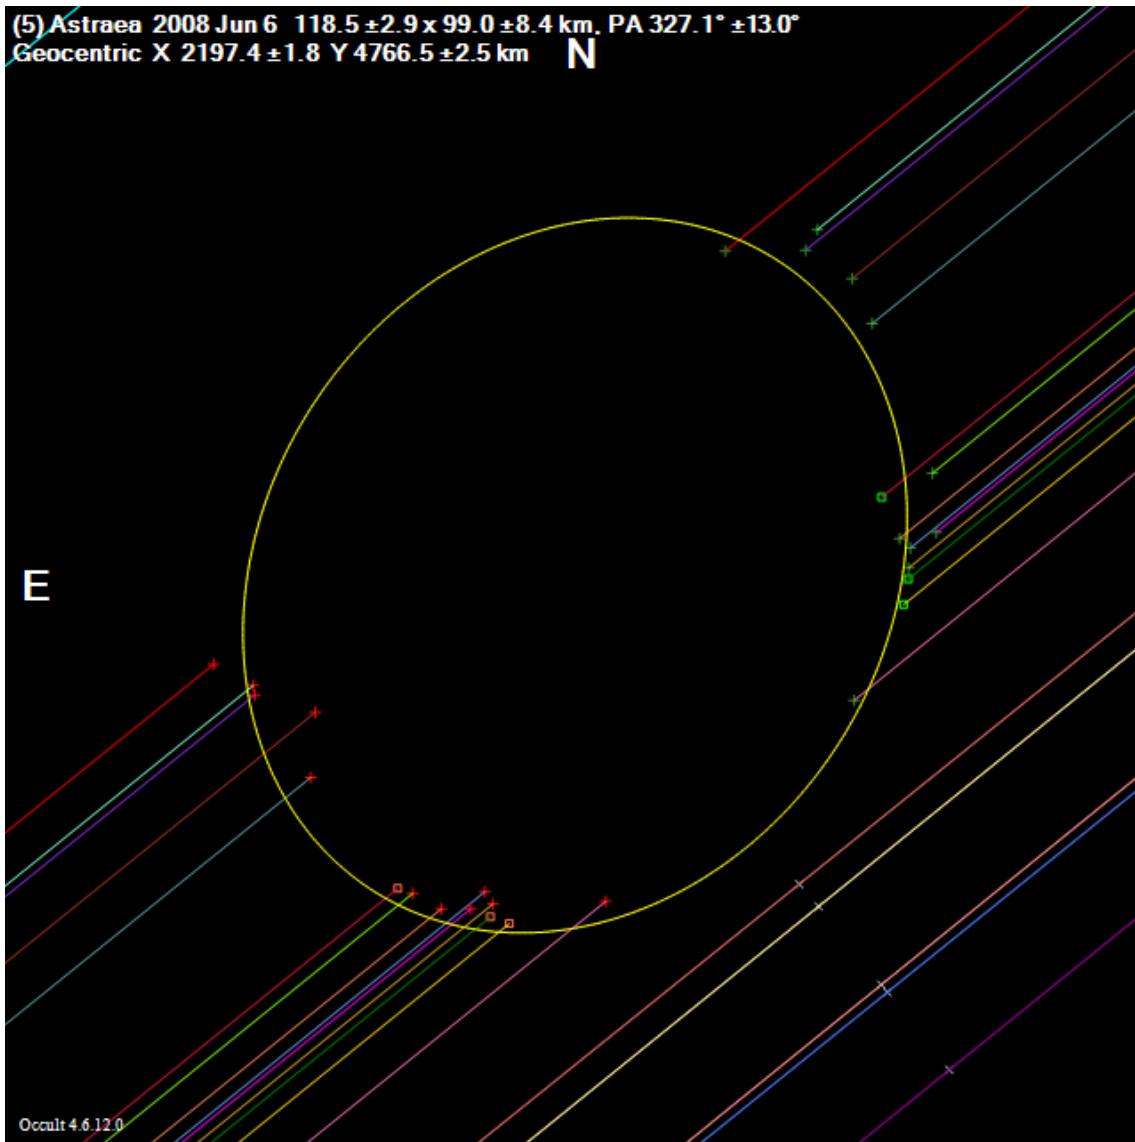 (5) Astraea 2008 Jun 6 118.5 ±2.9 x 99.0 ±8.4 km, PA 327.1° ±13.0°
Geocentric X 2197.4 ±1.8 Y 4766.5 ±2.5 km
N
E
Occult 4.6.12.0